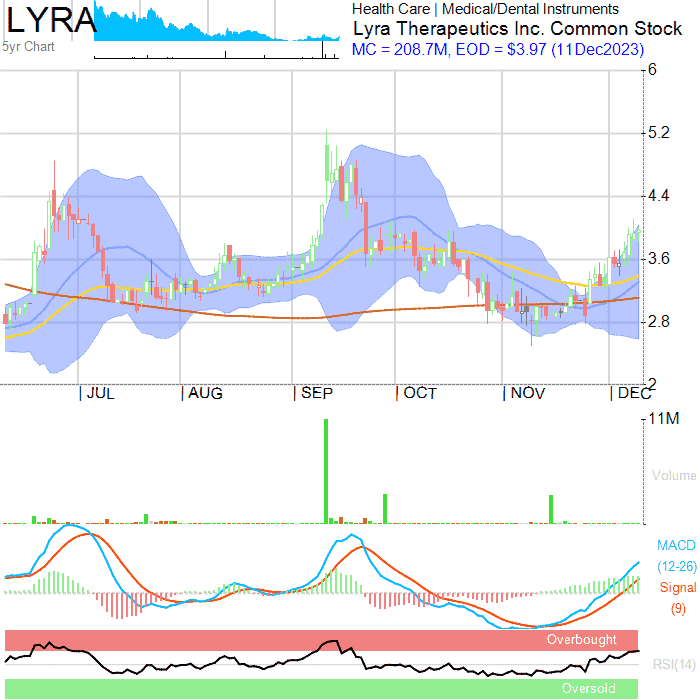 LYRA
5yr Chart
Health Care | Medical/Dental Instruments
Lyra Therapeutics Inc. Common Stock
MC = 208.7M, EOD = $3.97 (11Dec2023)
6
5.2
4.4
3.6
2.8
2
| JUL | AUG | SEP | OCT | NOV | DEC
11M
Volume
MACD
(12-26)
Signal
(9)
Overbought
RSI(14)
Oversold